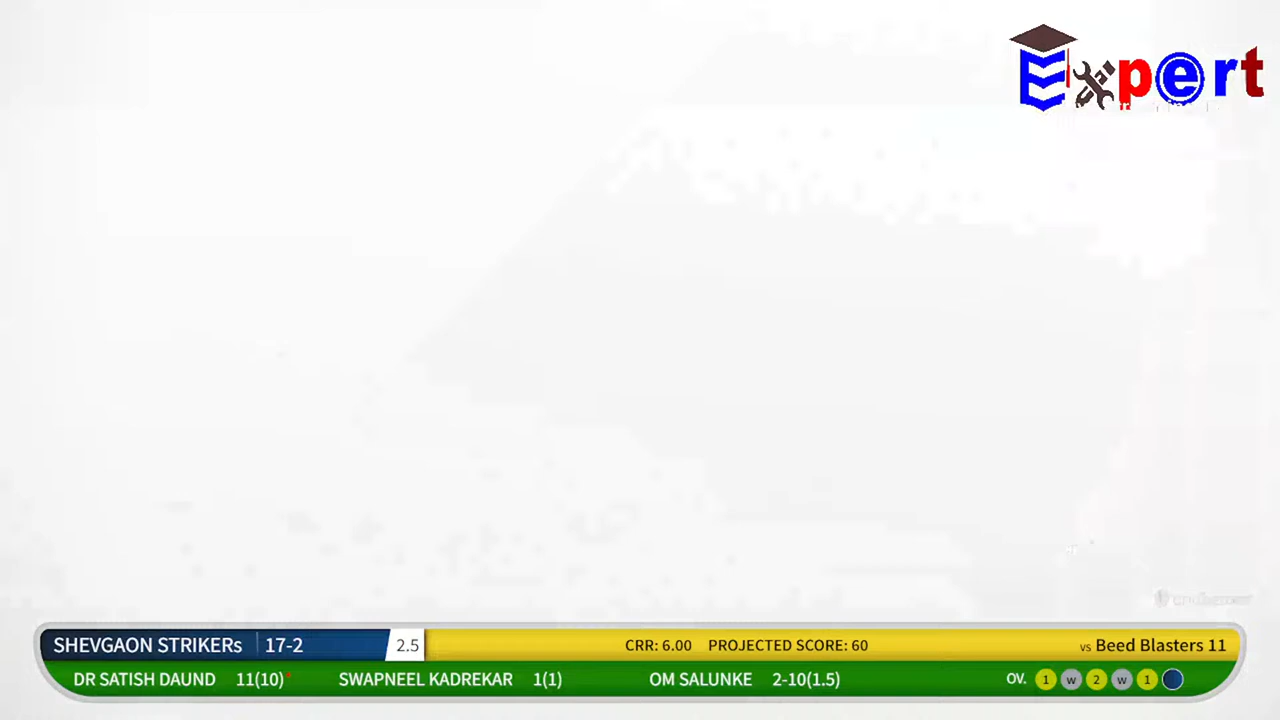 Expert
SHEVGAON STRIKERs 17-2 2.5 CRR: 6.00 PROJECTED SCORE: 60 vs Beed Blasters 11
DR SATISH DAUND 11(10)* SWAPNEEL KADREKAR 1(1) OM SALUNKE 2-10(1.5) OV. 1 w 2 w 1